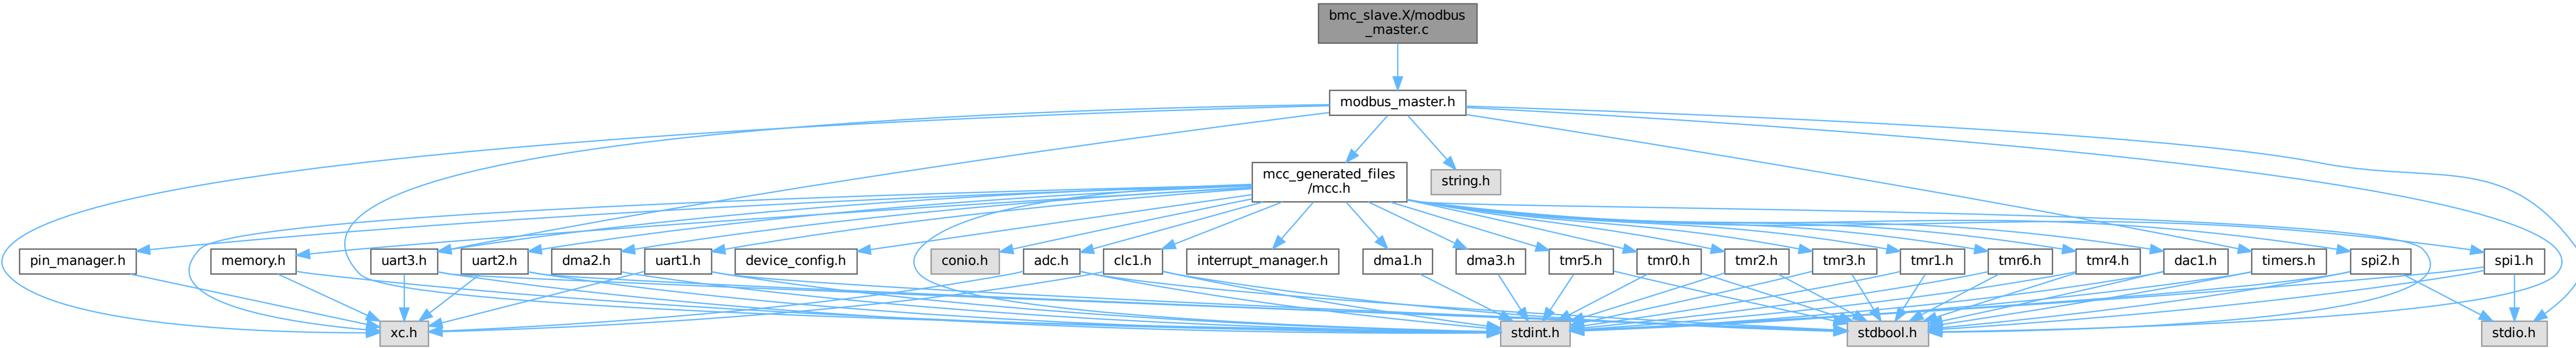 bmc_slave.X/modbus
_master.c
modbus_master.h
mcc_generated_files
/mcc.h
string.h
pin_manager.h
memory.h
uart3.h
uart2.h
dma2.h
uart1.h
device_config.h
conio.h
adc.h
clc1.h
interrupt_manager.h
dma1.h
dma3.h
tmr5.h
tmr0.h
tmr2.h
tmr3.h
tmr1.h
tmr6.h
tmr4.h
dac1.h
timers.h
spi2.h
spi1.h
xc.h
stdint.h
stdbool.h
stdio.h